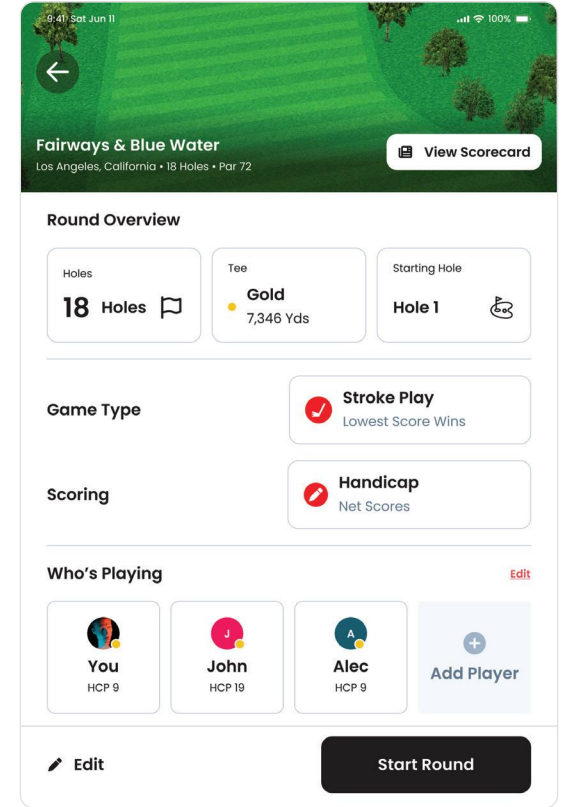 9:41 Sat Jun 11
100%
Fairways & Blue Water
Los Angeles, California • 18 Holes • Par 72
View Scorecard
Round Overview
Holes
18 Holes
Tee
Gold
7,346 Yds
Starting Hole
Hole 1
Game Type
Stroke Play
Lowest Score Wins
Scoring
Handicap
Net Scores
Who's Playing
Edit
You
HCP 9
J
John
HCP 19
A
Alec
HCP 9
Add Player
Edit
Start Round